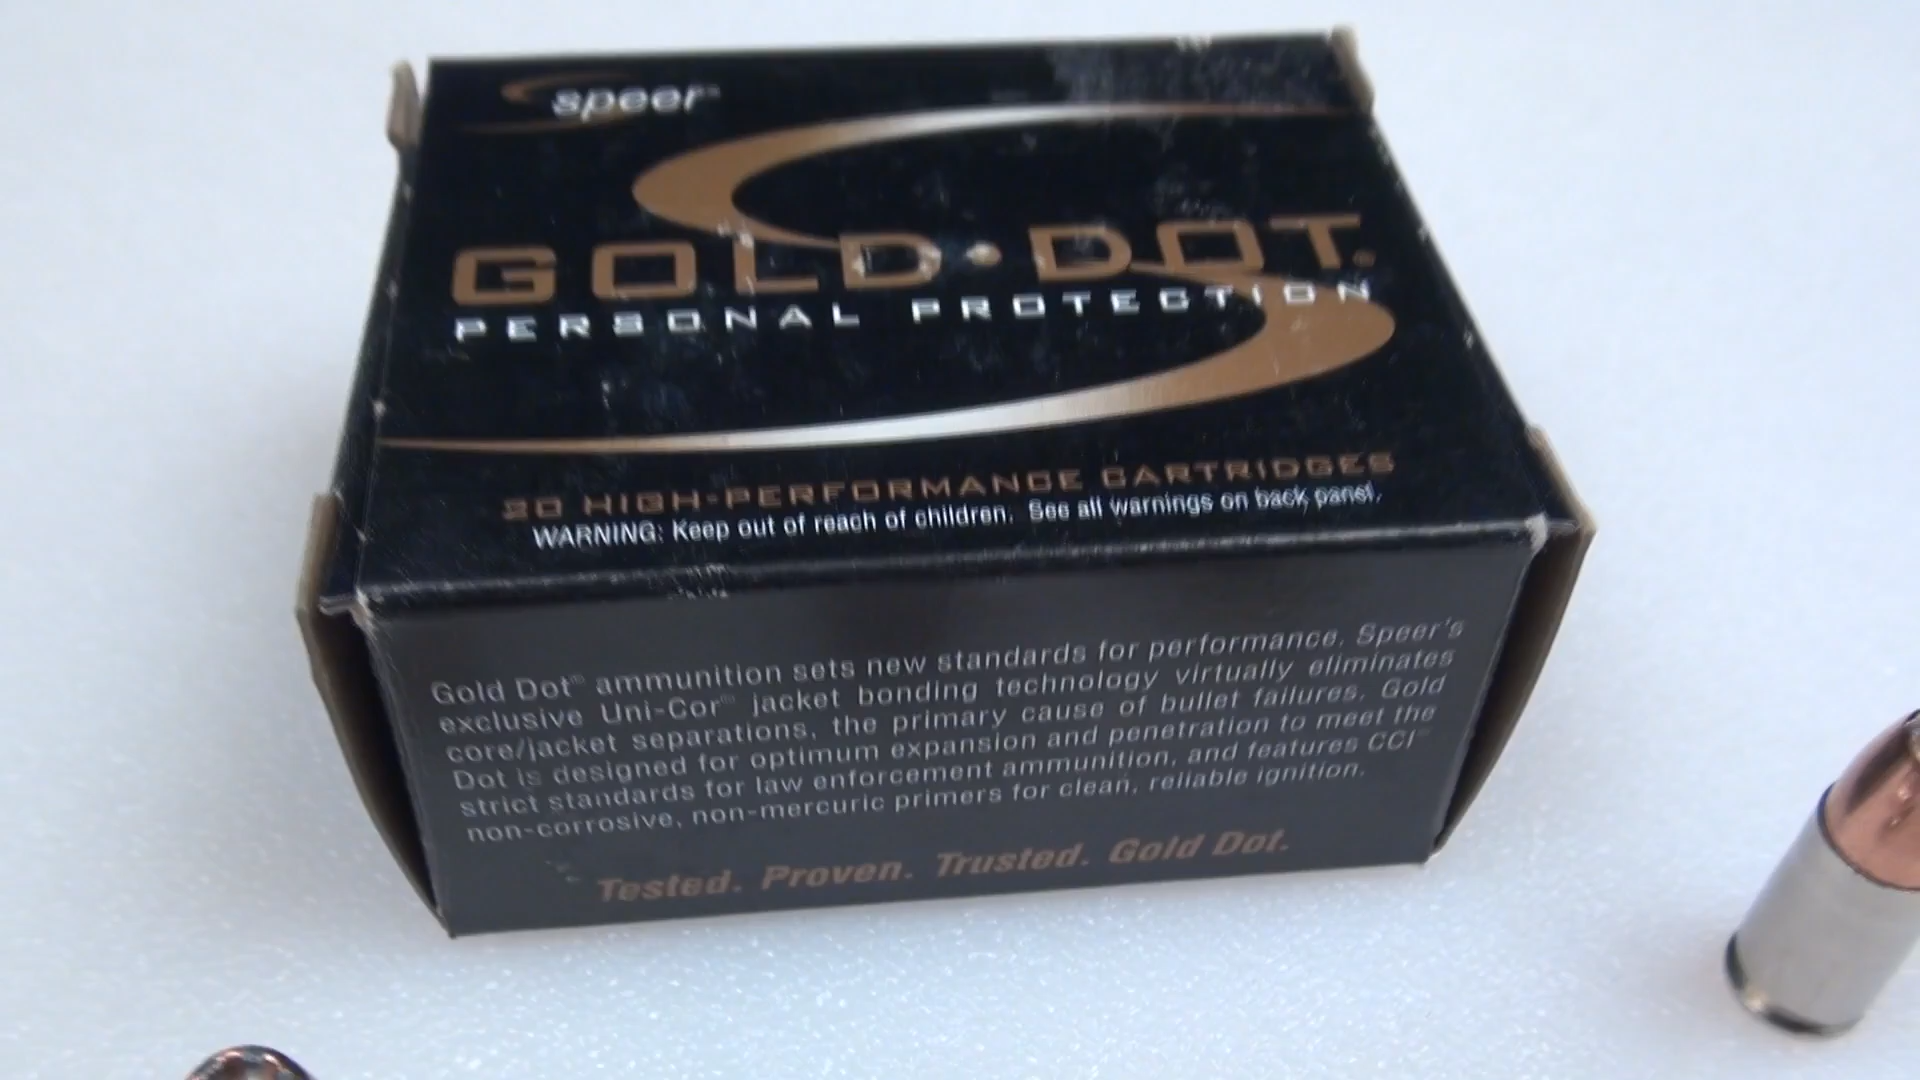 speer
GOLD•DOT®
PERSONAL PROTECTION
20 HIGH-PERFORMANCE CARTRIDGES
WARNING: Keep out of reach of children. See all warnings on back panel.
Gold Dot® ammunition sets new standards for performance. Speer's
exclusive Uni-Cor® jacket bonding technology virtually eliminates
core/jacket separations, the primary cause of bullet failures. Gold
Dot is designed for optimum expansion and penetration to meet the
strict standards for law enforcement ammunition, and features CCI™
non-corrosive, non-mercuric primers for clean, reliable ignition.
Tested. Proven. Trusted. Gold Dot.